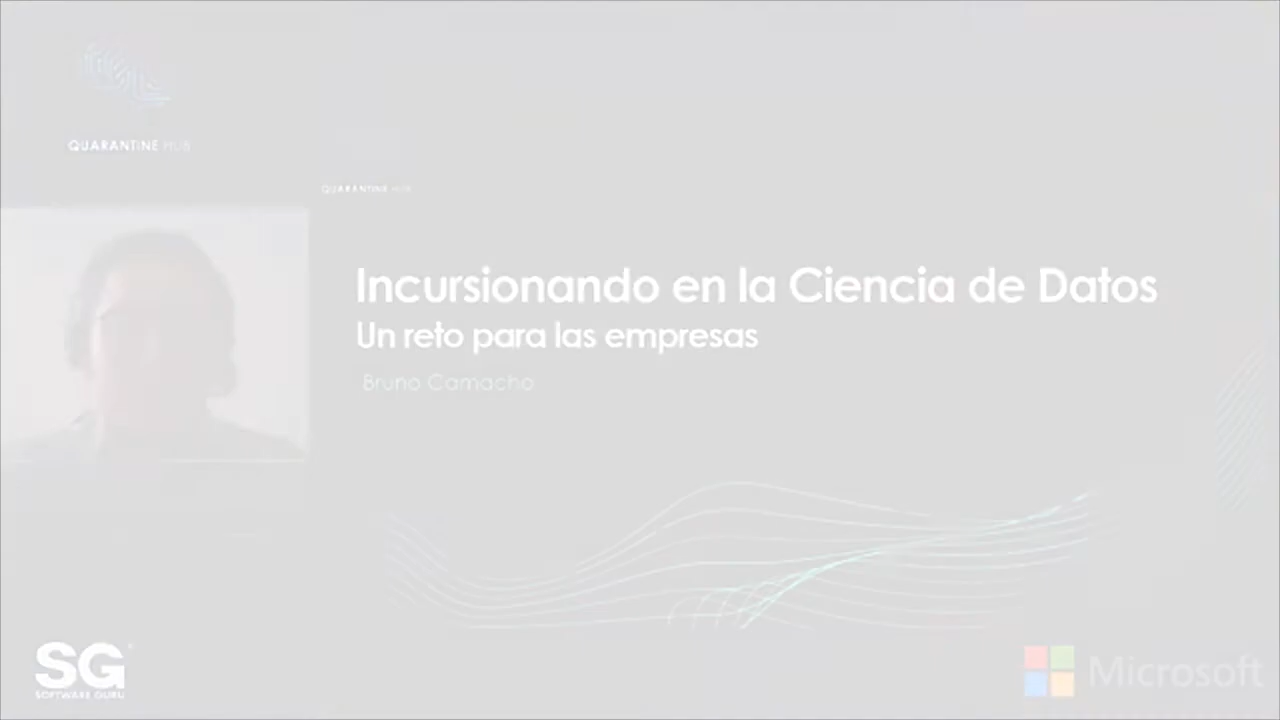 QUARANTINE HUB
QUARANTINE HUB
Incursionando en la Ciencia de Datos
Un reto para las empresas
Bruno Camacho
SG
SOFTWARE GURU
Microsoft